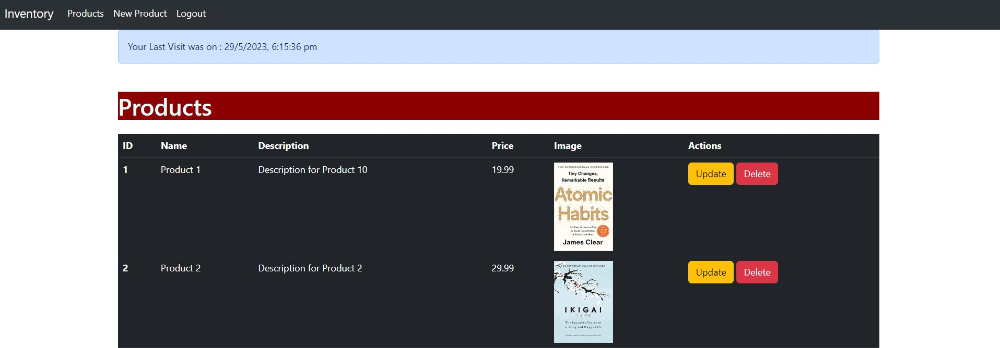 Inventory Products New Product Logout
Your Last Visit was on : 29/5/2023, 6:15:36 pm
Products
ID Name Description Price Image Actions
1 Product 1 Description for Product 10 19.99 Update Delete
THE INTERNATIONAL BESTSELLER
Tiny Changes,
Remarkable Results
Atomic
Habits
An Easy & Proven Way
to Build Good Habits
& Break Bad Ones
James Clear
2 Product 2 Description for Product 2 29.99 Update Delete
THE INTERNATIONAL BESTSELLER
IKIGAI
生き甲斐
The Japanese Secret to
a Long and Happy Life